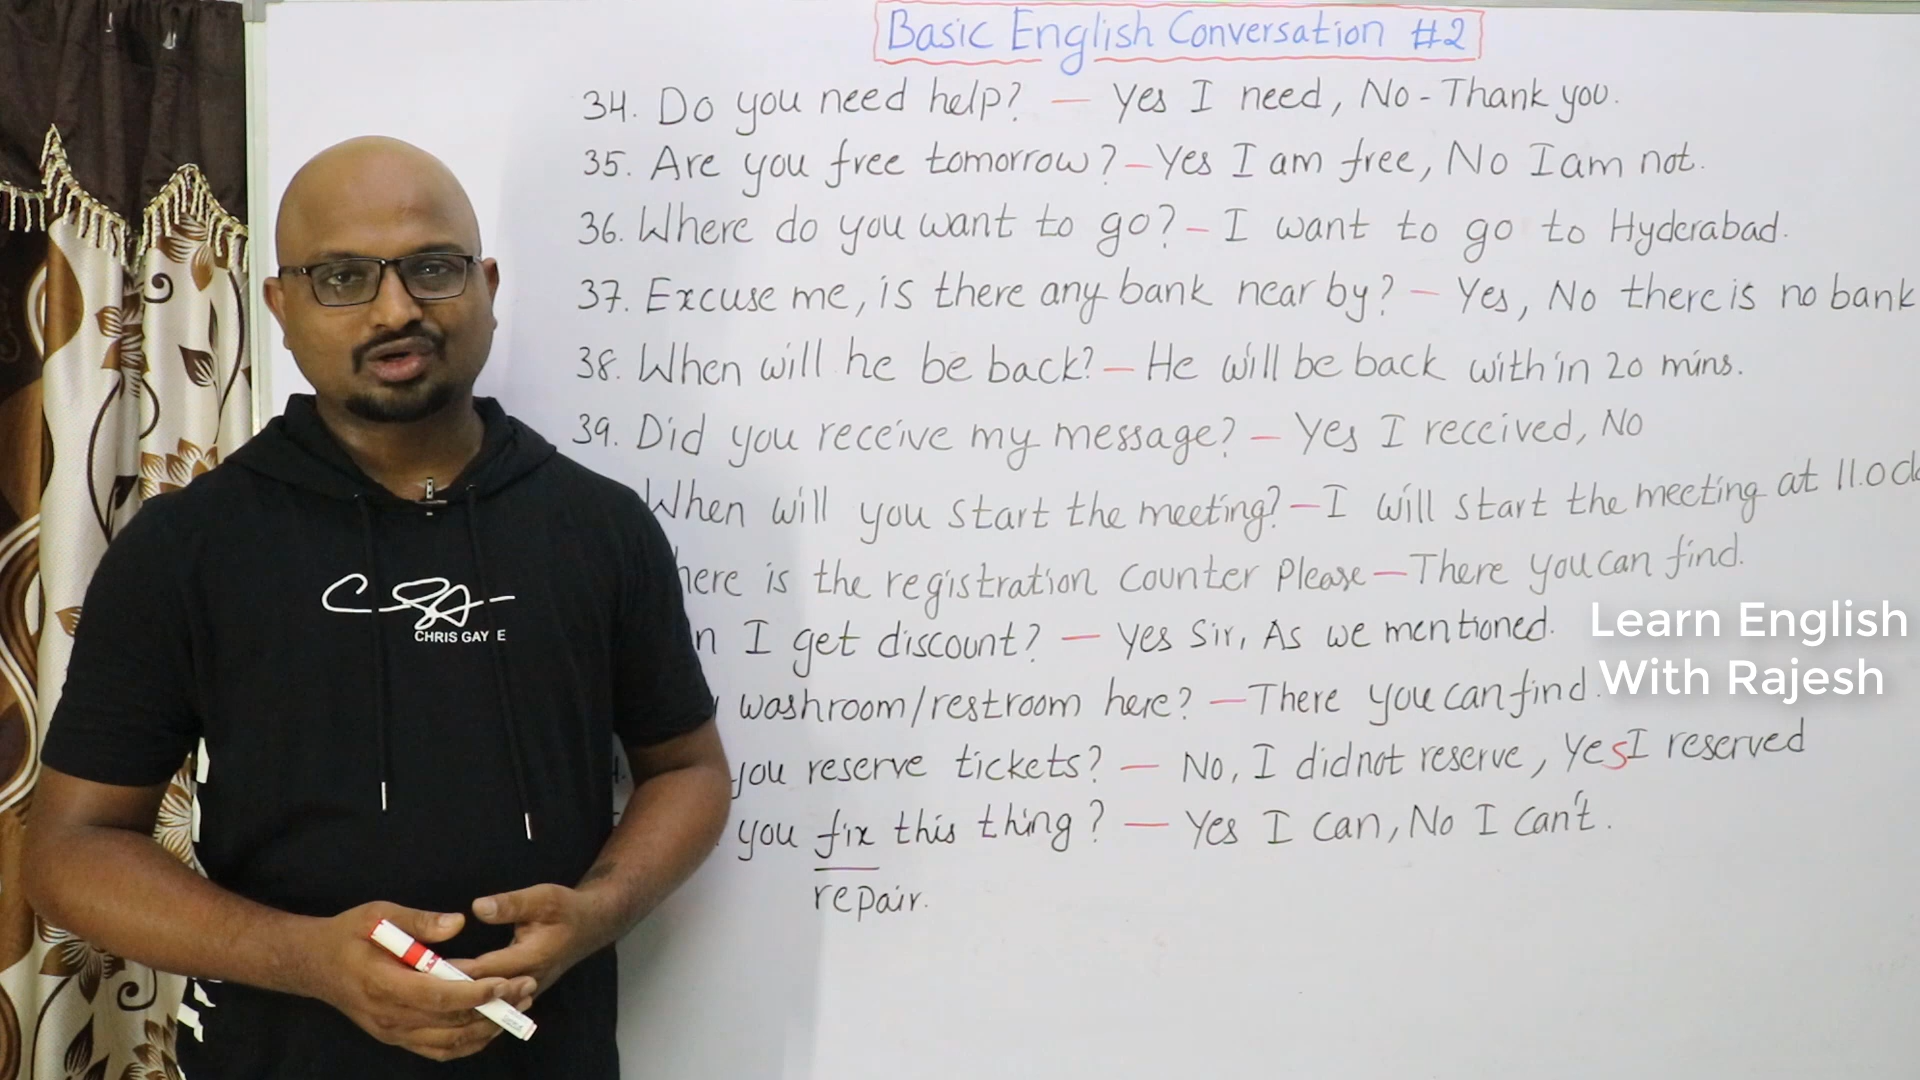 Basic English Conversation #2
34. Do you need help? — Yes I need, No - Thank you.
35. Are you free tomorrow? — Yes I am free, No I am not.
36. Where do you want to go? — I want to go to Hyderabad.
37. Excuse me, is there any bank near by? — Yes, No there is no bank
38. When will he be back? — He will be back within 20 mins.
39. Did you receive my message? — Yes I received, No
When will you start the meeting? — I will start the meeting at 11.0
here is the registration counter Please — There you can find.
n I get discount? — Yes Sir, As we mentioned.
washroom/restroom here? — There you can find.
you reserve tickets? — No, I did not reserve, Yes I reserved
you fix this thing? — Yes I can, No I can't.
repair.
CHRIS GAY E
Learn English
With Rajesh